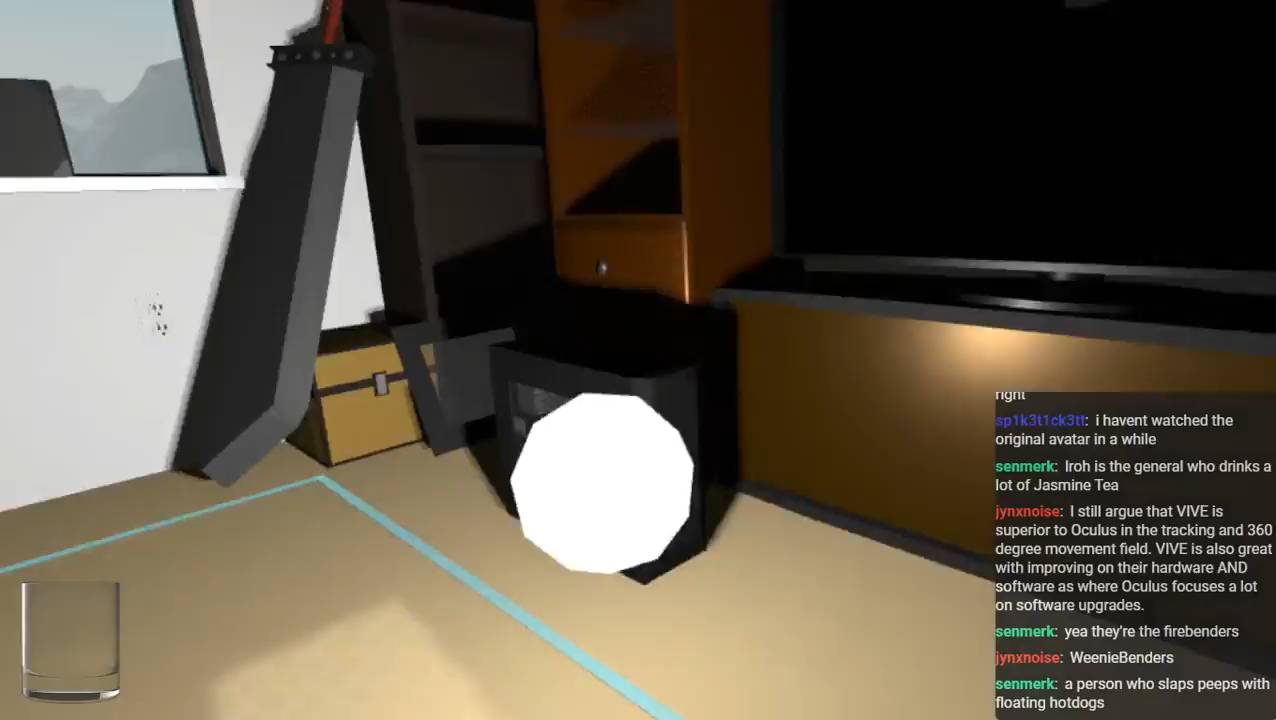 right
sp1k3t1ck3tt: i havent watched the
original avatar in a while
senmerk: Iroh is the general who drinks a
lot of Jasmine Tea
jynxnoise: I still argue that VIVE is
superior to Oculus in the tracking and 360
degree movement field. VIVE is also great
with improving on their hardware AND
software as where Oculus focuses a lot
on software upgrades.
senmerk: yea they're the firebenders
jynxnoise: WeenieBenders
senmerk: a person who slaps peeps with
floating hotdogs